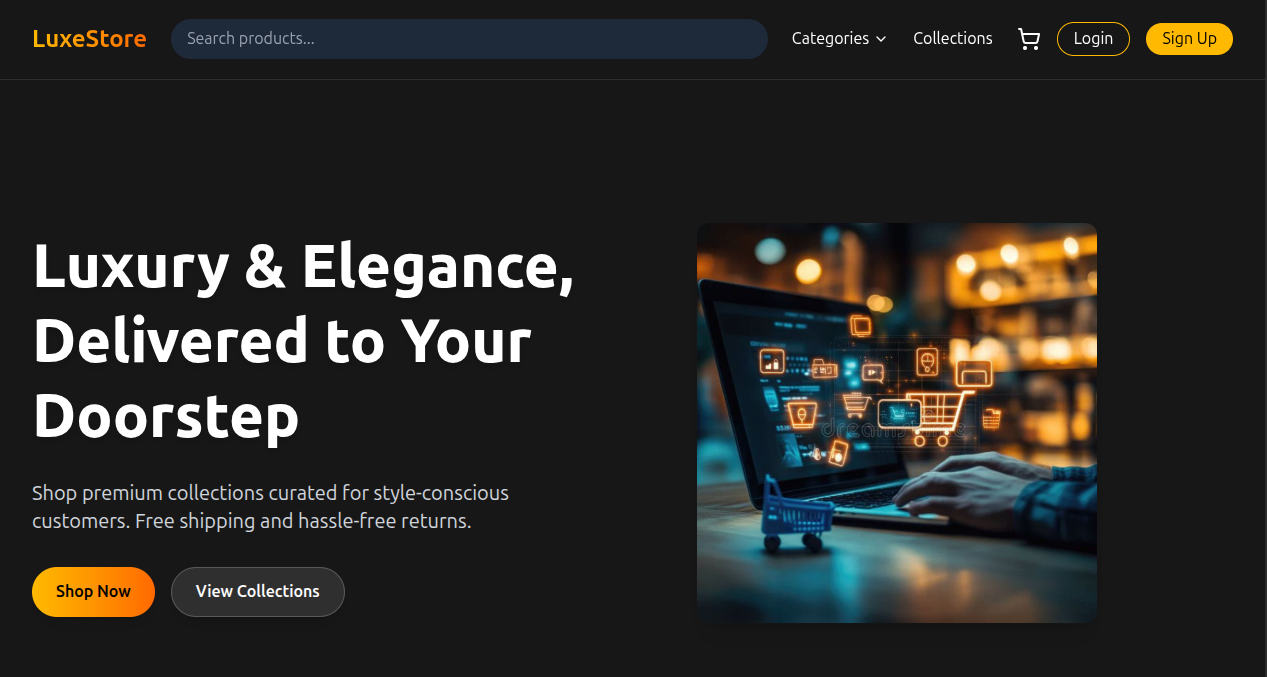 LuxeStore
Search products...
Categories
Collections
Login
Sign Up
Luxury & Elegance,
Delivered to Your
Doorstep
Shop premium collections curated for style-conscious
customers. Free shipping and hassle-free returns.
Shop Now
View Collections